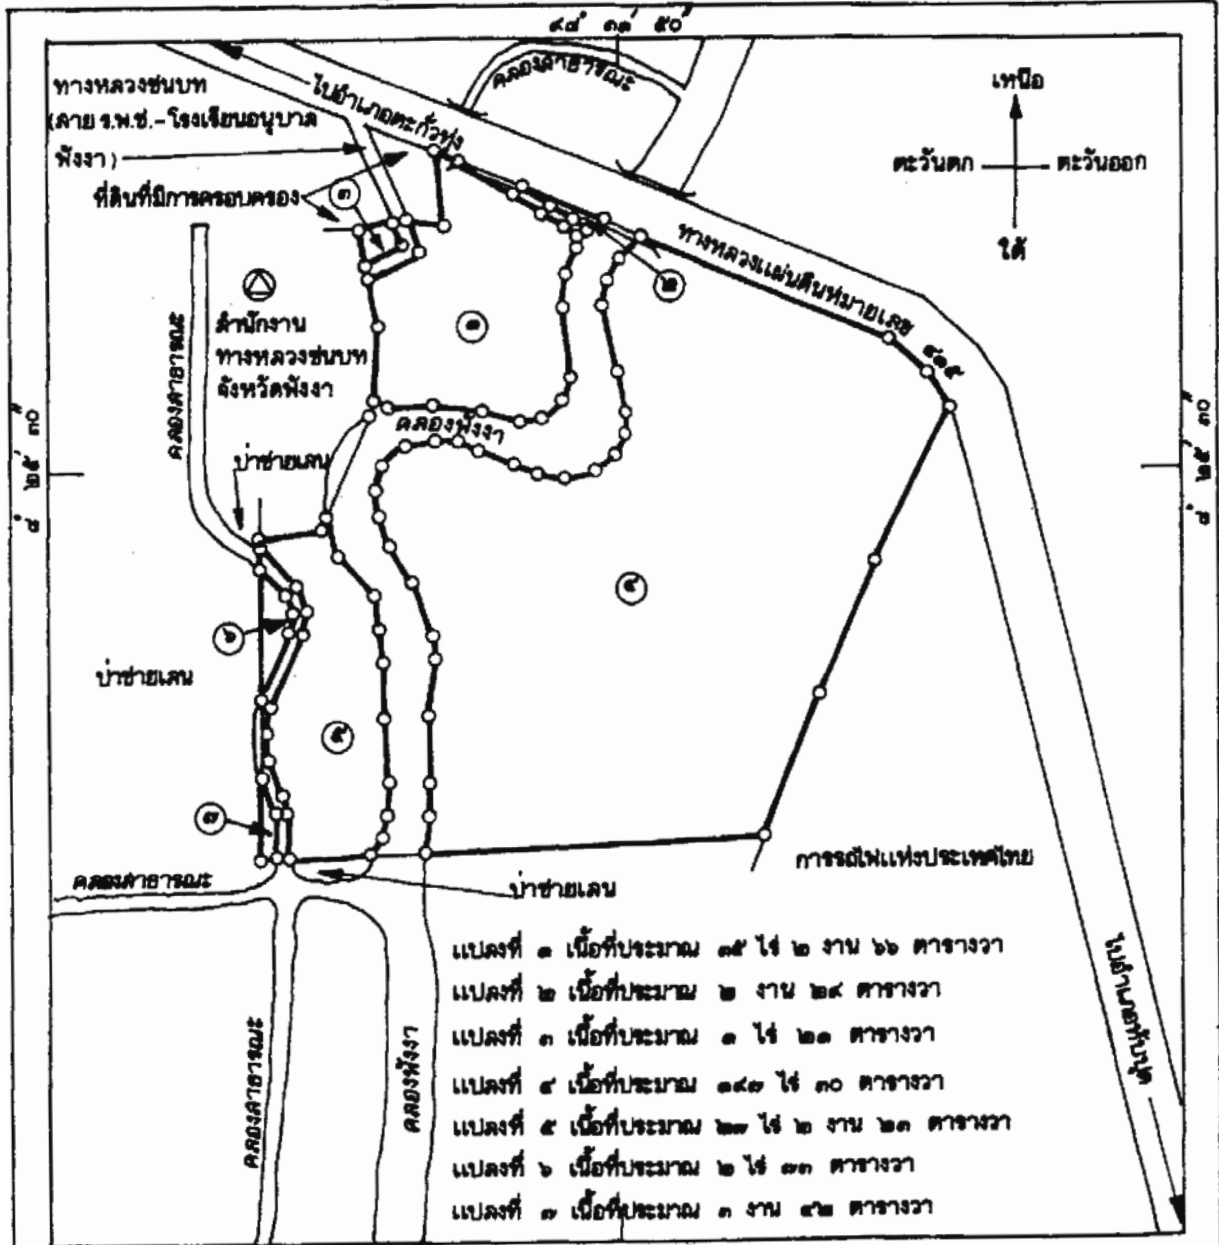 ๙๘° ๓๑' ๕๐"
ทางหลวงชนบท
(สาย ร.พ.ช.-โรงเรียนอนุบาล
พังงา)
ไปอำเภอตะกั่วทุ่ง
คลองสาธารณะ
เหนือ
ตะวันตก
ตะวันออก
ใต้
ที่ดินที่มีการครอบครอง
๓
๒
๑
ทางหลวงแผ่นดินหมายเลข ๔๑๕
คลองสาธารณะ
สำนักงาน
ทางหลวงชนบท
จังหวัดพังงา
คลองพังงา
๘° ๒๕' ๓๐"
๘° ๒๕' ๓๐"
ป่าชายเลน
๔
๖
ป่าชายเลน
๕
๗
การรถไฟแห่งประเทศไทย
คลองสาธารณะ
ป่าชายเลน
ไปอำเภอทับปุด
คลองสาธารณะ
คลองพังงา
แปลงที่ ๑ เนื้อที่ประมาณ ๓๕ ไร่ ๒ งาน ๖๖ ตารางวา
แปลงที่ ๒ เนื้อที่ประมาณ ๒ งาน ๒๔ ตารางวา
แปลงที่ ๓ เนื้อที่ประมาณ ๑ ไร่ ๒๑ ตารางวา
แปลงที่ ๔ เนื้อที่ประมาณ ๑๔๗ ไร่ ๓๐ ตารางวา
แปลงที่ ๕ เนื้อที่ประมาณ ๒๗ ไร่ ๒ งาน ๒๓ ตารางวา
แปลงที่ ๖ เนื้อที่ประมาณ ๒ ไร่ ๗๓ ตารางวา
แปลงที่ ๗ เนื้อที่ประมาณ ๓ งาน ๔๒ ตารางวา